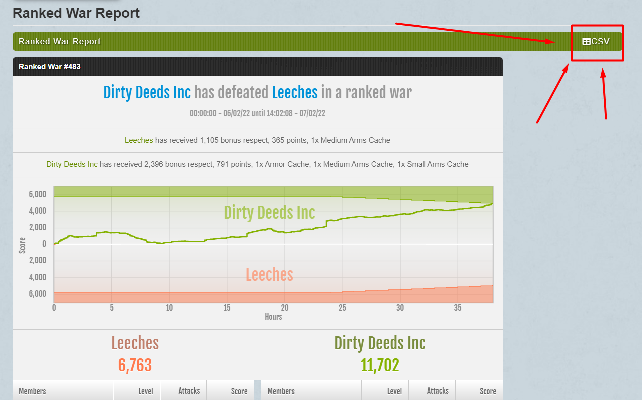 Ranked War Report
Ranked War Report
CSV
Ranked War #483
Dirty Deeds Inc has defeated Leeches in a ranked war
00:00:00 - 06/02/22 until 14:02:08 - 07/02/22
Leeches has received 1,105 bonus respect, 365 points, 1x Medium Arms Cache
Dirty Deeds Inc has received 2,396 bonus respect, 791 points, 1x Armor Cache, 1x Medium Arms Cache, 1x Small Arms Cache
6,000
4,000
2,000
0
2,000
4,000
6,000
Score
Dirty Deeds Inc
Leeches
0 5 10 15 20 25 30 35
Hours
Leeches Dirty Deeds Inc
6,763 11,702
Members Level Attacks Score Members Level Attacks Score